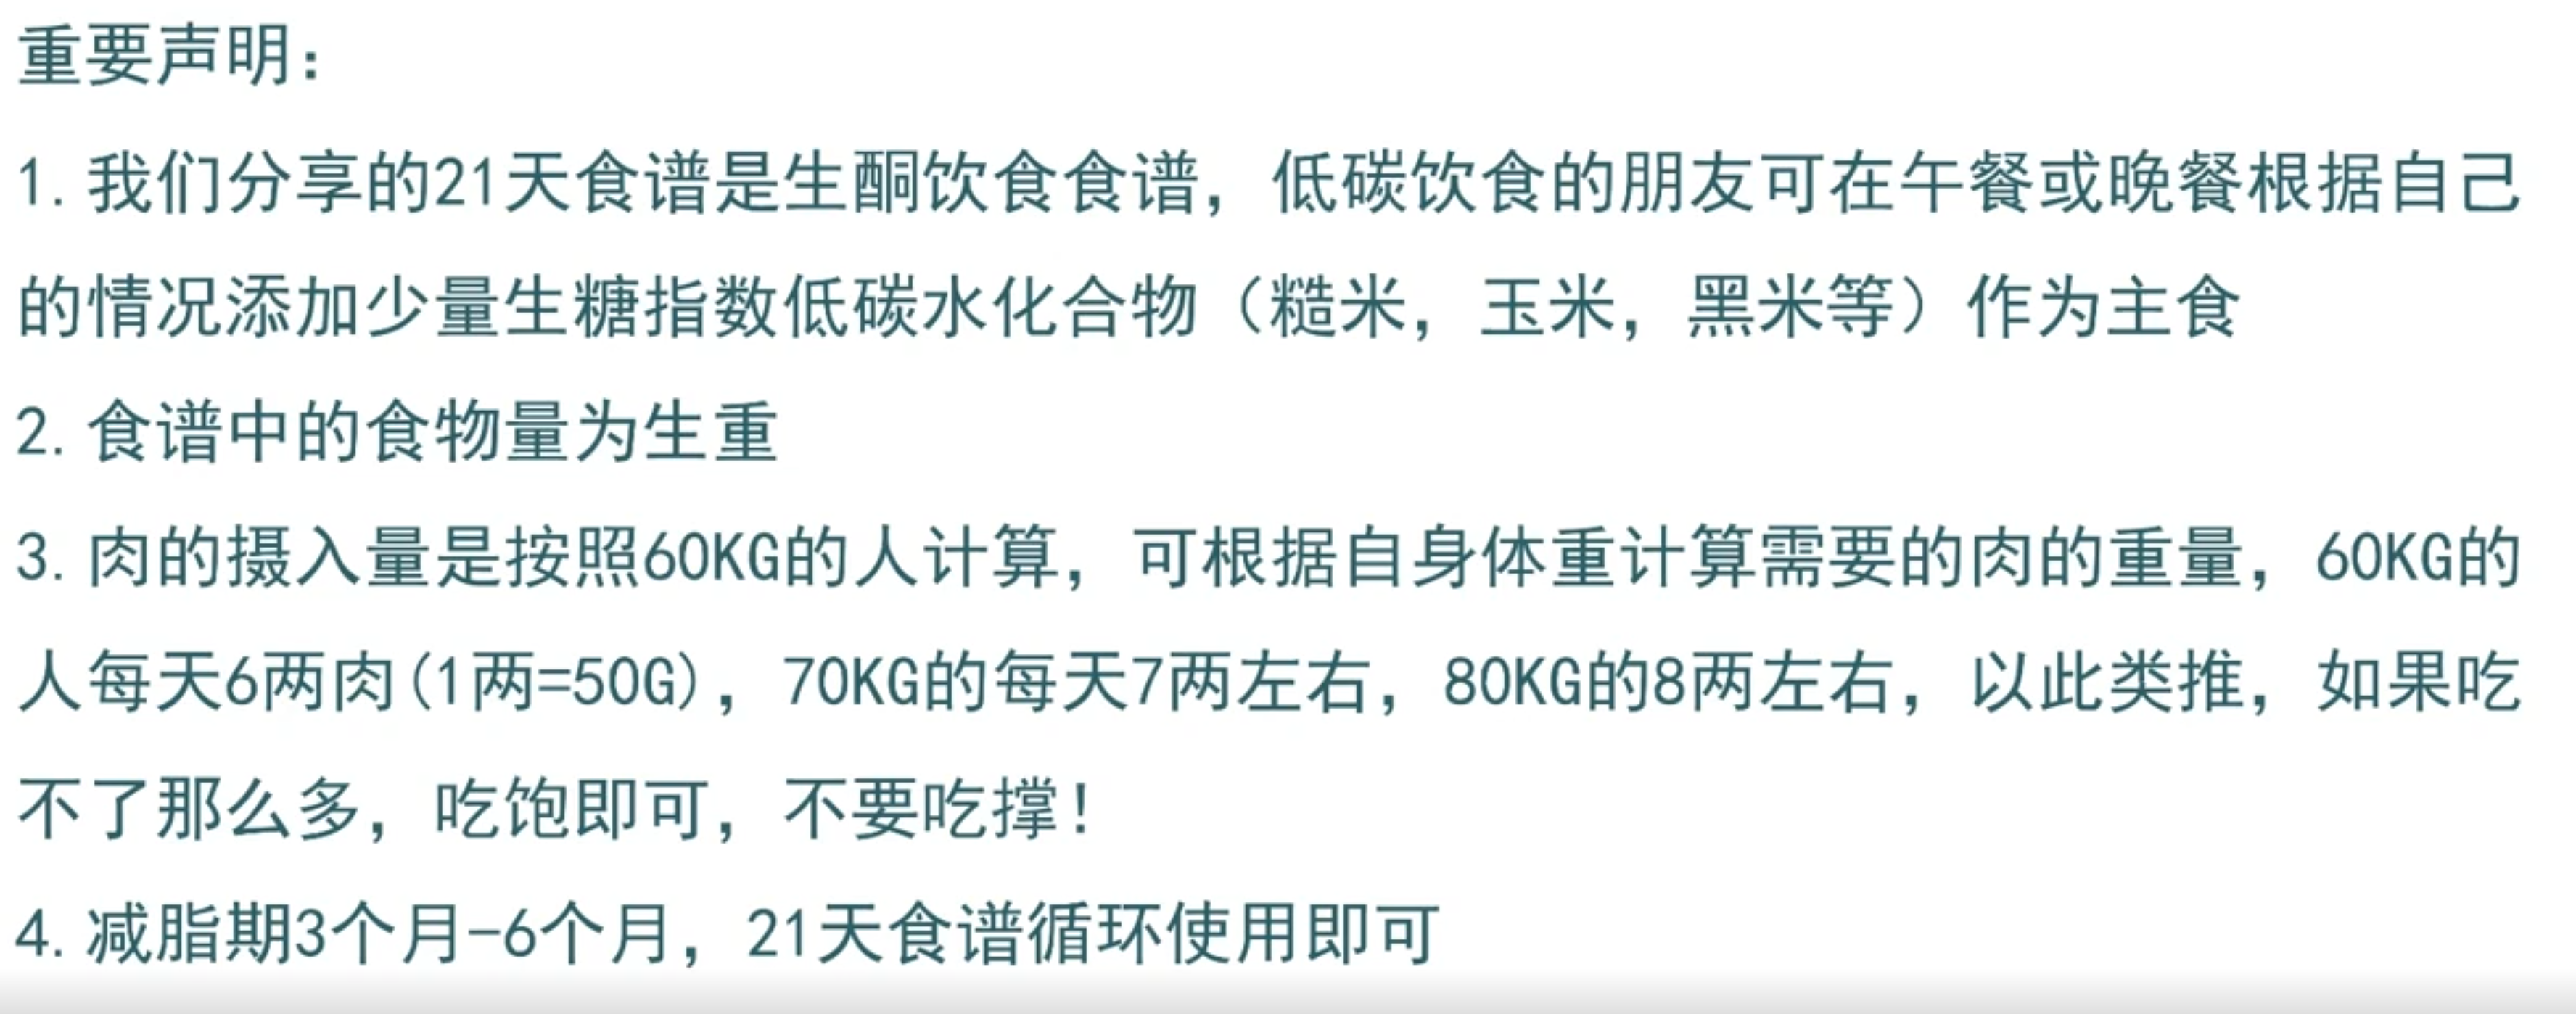 重要声明：
1. 我们分享的21天食谱是生酮饮食食谱，低碳饮食的朋友可在午餐或晚餐根据自己
的情况添加少量生糖指数低碳水化合物（糙米，玉米，黑米等）作为主食
2. 食谱中的食物量为生重
3. 肉的摄入量是按照60KG的人计算，可根据自身体重计算需要的肉的重量，60KG的
人每天6两肉(1两=50G)，70KG的每天7两左右，80KG的8两左右，以此类推，如果吃
不了那么多，吃饱即可，不要吃撑！
4. 减脂期3个月-6个月，21天食谱循环使用即可